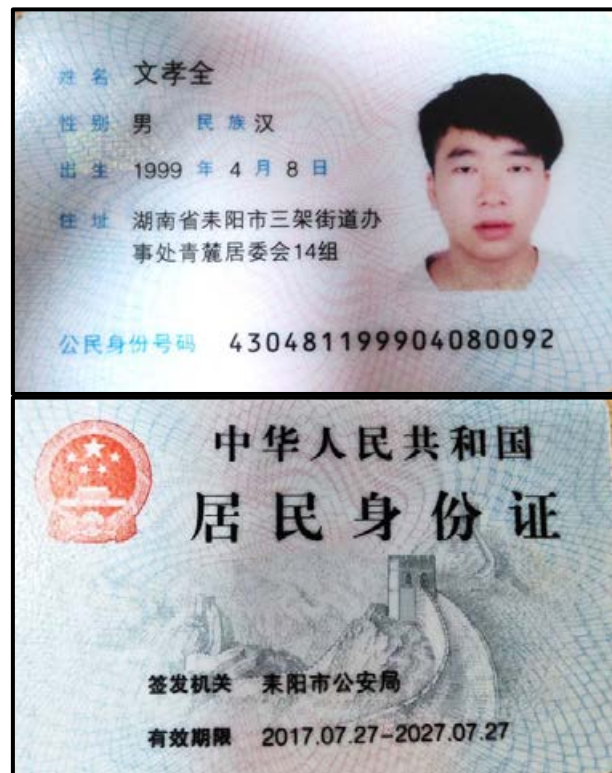 姓名 文孝全
性别 男 民族 汉
出生 1999 年 4 月 8 日
住址 湖南省耒阳市三架街道办
事处青麓居委会14组
公民身份号码 430481199904080092
中华人民共和国
居民身份证
签发机关 耒阳市公安局
有效期限 2017.07.27-2027.07.27